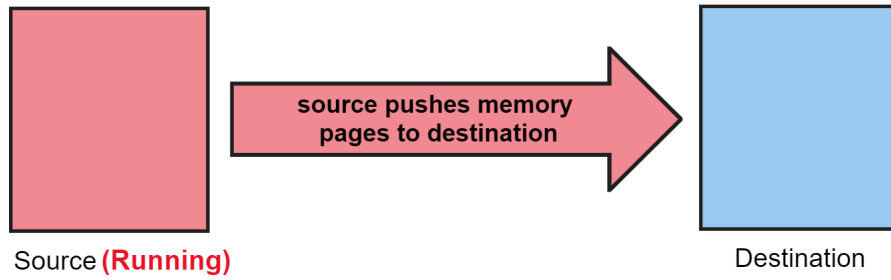 source pushes memory
pages to destination
Source (Running)
Destination